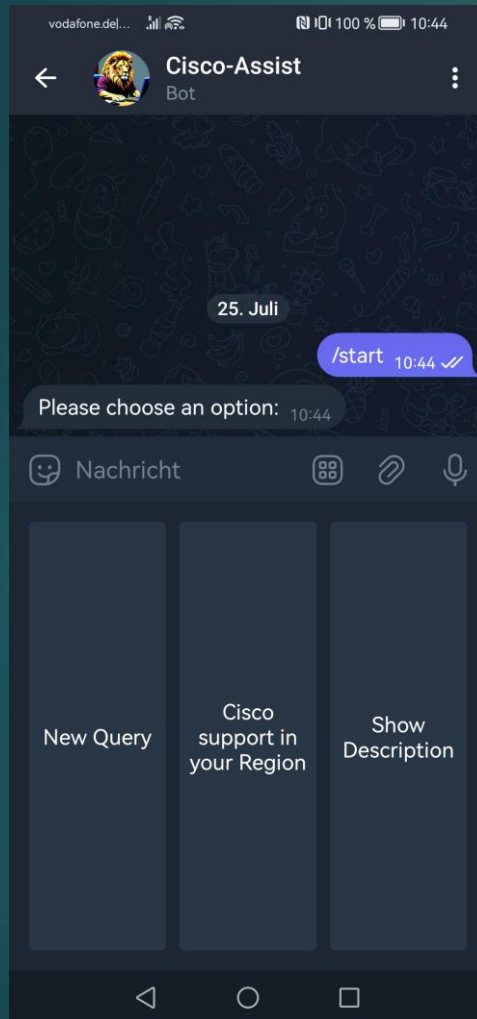 vodafone.de|... 100 % 10:44
Cisco-Assist
Bot
25. Juli
/start 10:44
Please choose an option: 10:44
Nachricht
New Query
Cisco
support in
your Region
Show
Description